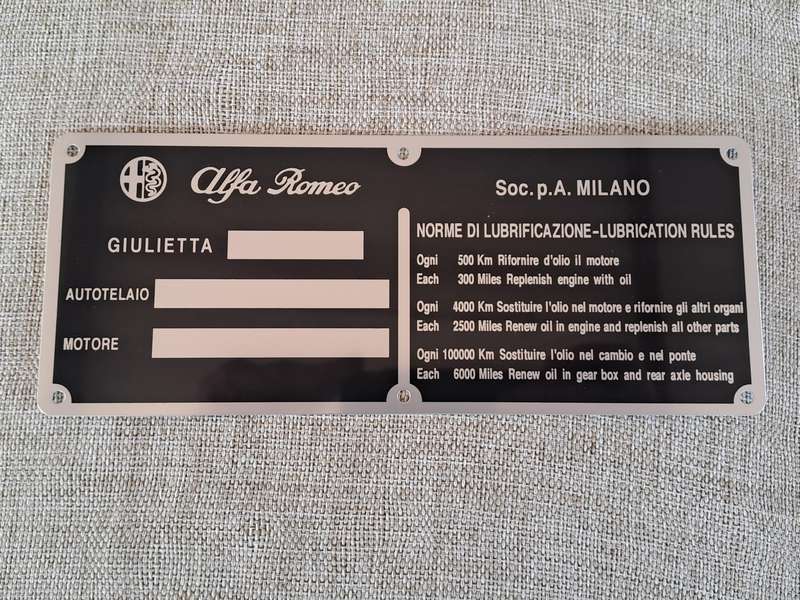 Alfa Romeo
GIULIETTA
AUTOTELAIO
MOTORE
Soc. p.A. MILANO
NORME DI LUBRIFICAZIONE-LUBRICATION RULES
Ogni 500 Km Rifornire d'olio il motore
Each 300 Miles Replenish engine with oil
Ogni 4000 Km Sostituire l'olio nel motore e rifornire gli altri organi
Each 2500 Miles Renew oil in engine and replenish all other parts
Ogni 100000 Km Sostituire l'olio nel cambio e nel ponte
Each 6000 Miles Renew oil in gear box and rear axle housing